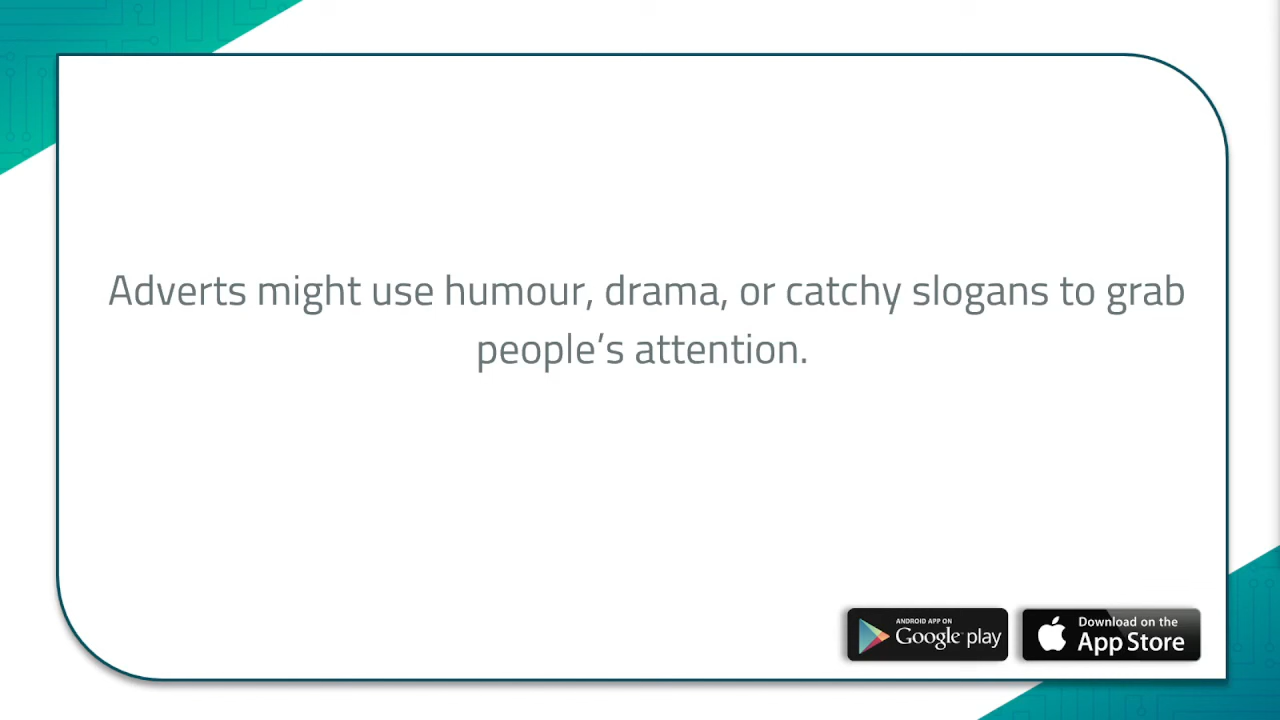 Adverts might use humour, drama, or catchy slogans to grab
people’s attention.
ANDROID APP ON
Google play
Download on the
App Store